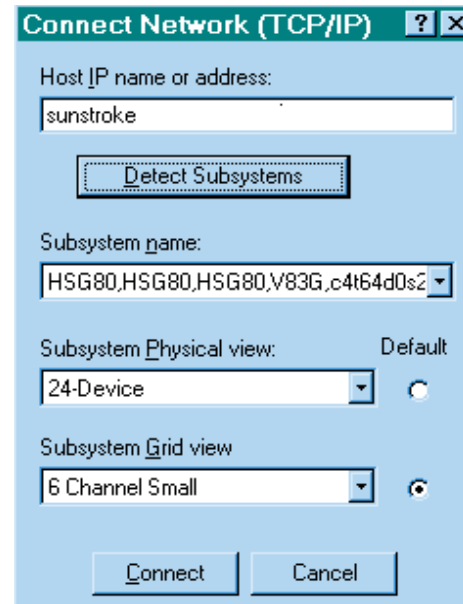 Connect Network (TCP/IP) ? ×
Host IP name or address:
sunstroke
Detect Subsystems
Subsystem name:
HSG80,HSG80,HSG80,V83G,c4t64d0s2
Subsystem Physical view: Default
24-Device
Subsystem Grid view
6 Channel Small
Connect Cancel